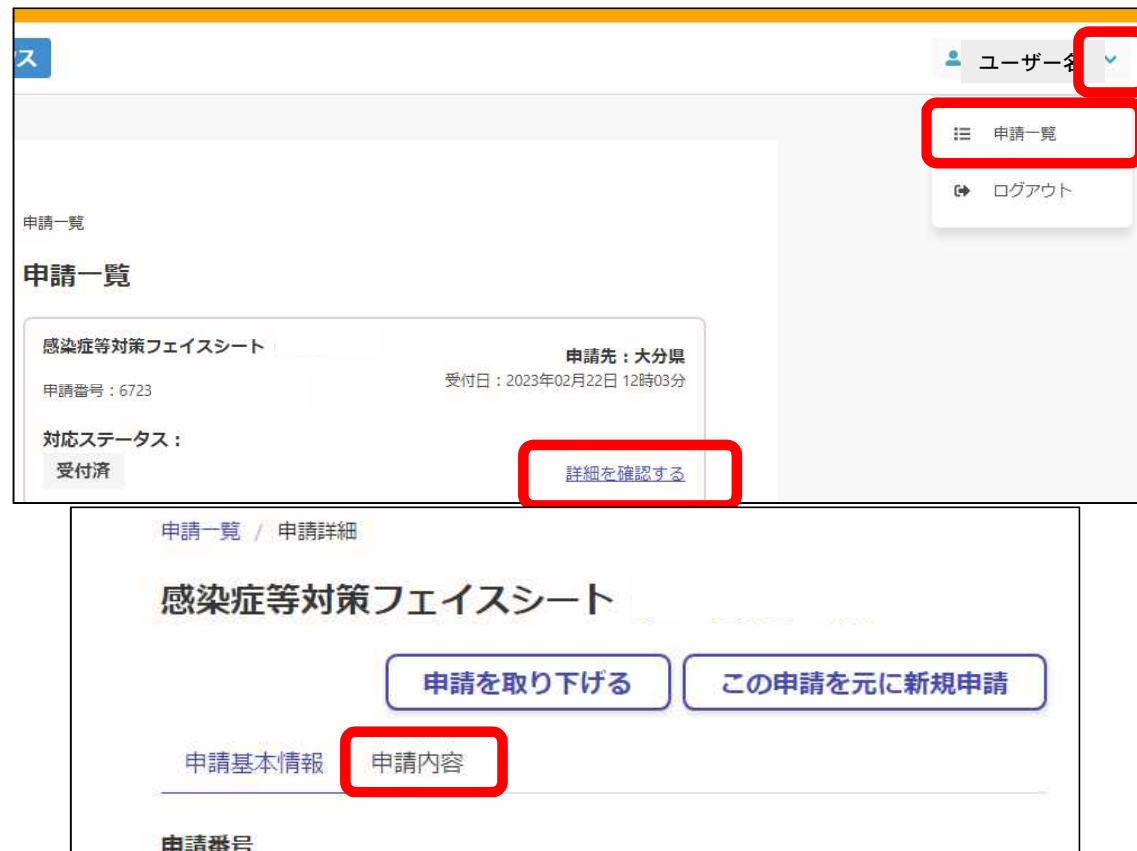 ス
ユーザー名
申請一覧
ログアウト
申請一覧
申請一覧
感染症等対策フェイスシート
申請先：大分県
申請番号：6723
受付日：2023年02月22日 12時03分
対応ステータス：
受付済
詳細を確認する
申請一覧 / 申請詳細
感染症等対策フェイスシート
申請を取り下げる この申請を元に新規申請
申請基本情報 申請内容
申請番号